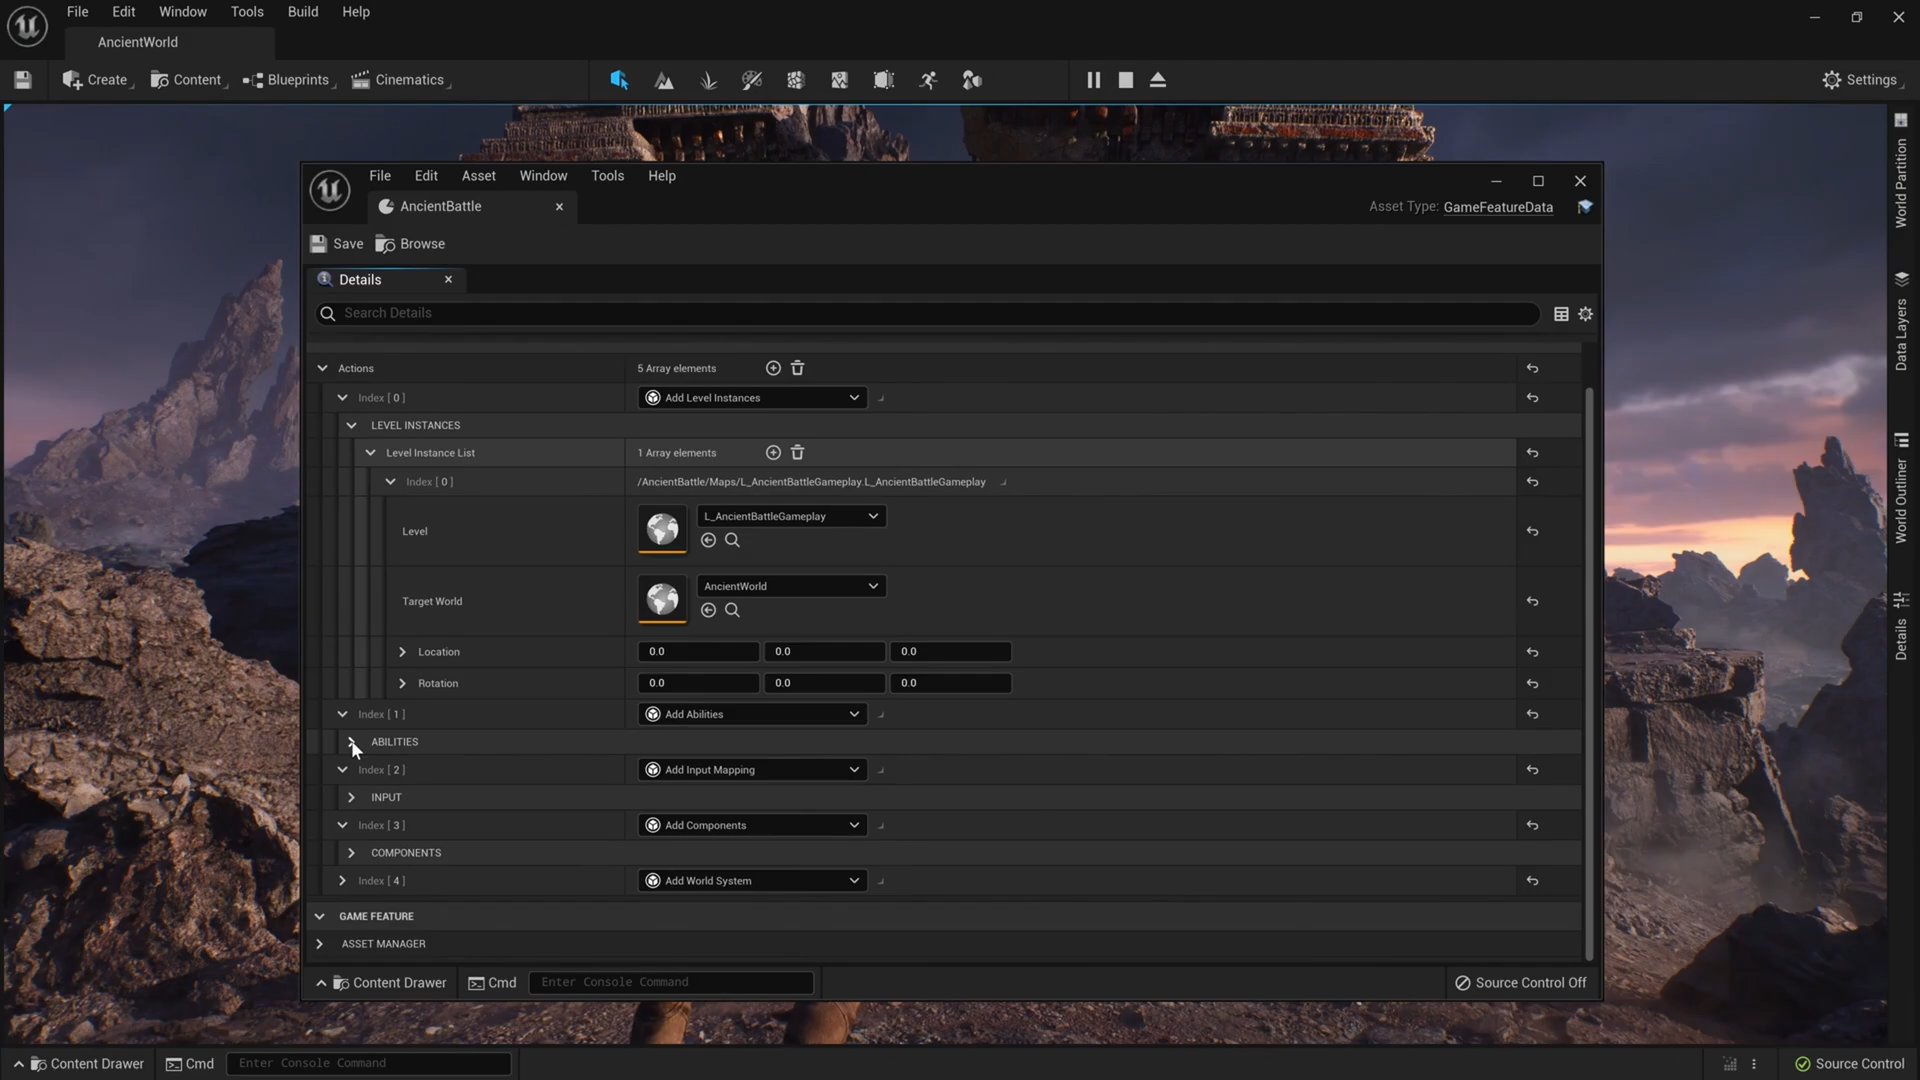 File Edit Window Tools Build Help
AncientWorld
Create Content Blueprints Cinematics Settings
File Edit Asset Window Tools Help
AncientBattle Asset Type: GameFeatureData
Save Browse
Details
Search Details
Actions 5 Array elements
Index [ 0 ] Add Level Instances
LEVEL INSTANCES
Level Instance List 1 Array elements
Index [ 0 ] /AncientBattle/Maps/L_AncientBattleGameplay.L_AncientBattleGameplay
Level L_AncientBattleGameplay
Target World AncientWorld
Location 0.0 0.0 0.0
Rotation 0.0 0.0 0.0
Index [ 1 ] Add Abilities
ABILITIES
Index [ 2 ] Add Input Mapping
INPUT
Index [ 3 ] Add Components
COMPONENTS
Index [ 4 ] Add World System
GAME FEATURE
ASSET MANAGER
Content Drawer Cmd Enter Console Command Source Control Off
World Partition
Data Layers
World Outliner
Details
Content Drawer Cmd Enter Console Command Source Control